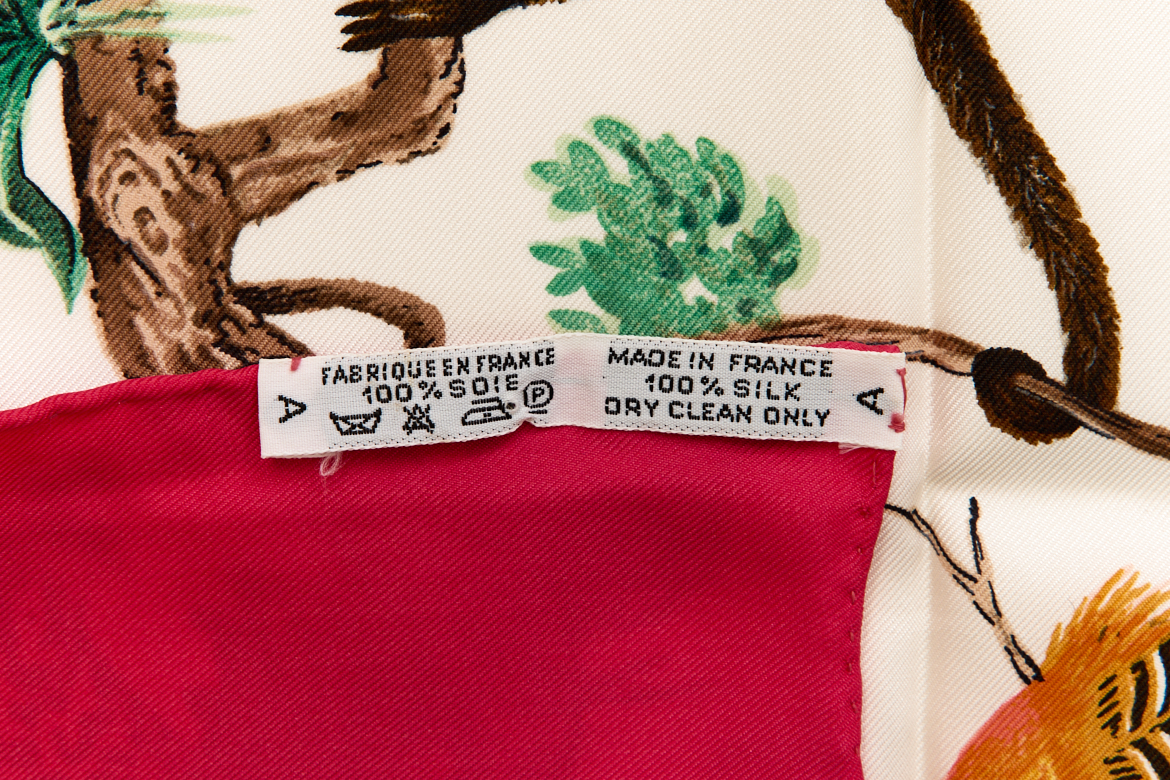 A
FABRIQUE EN FRANCE
100% SOIE
P
MADE IN FRANCE
100% SILK
DRY CLEAN ONLY
A